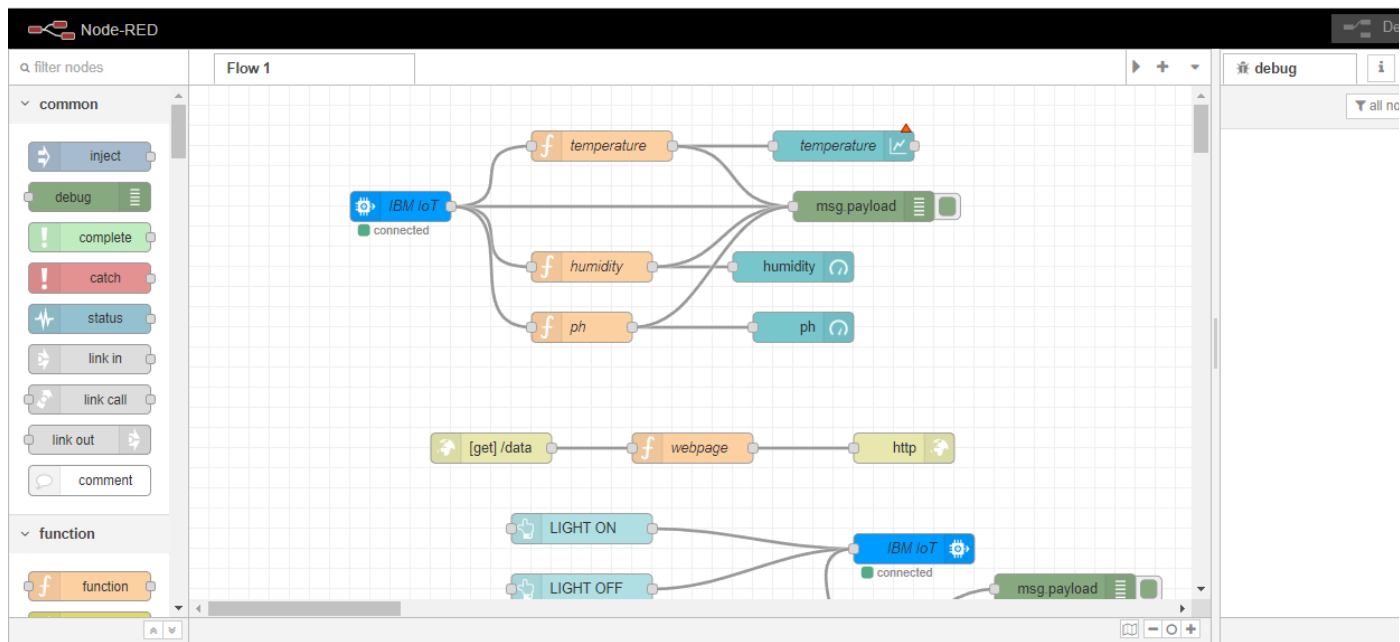 Node-RED
De
filter nodes
Flow 1
debug
i
all no
common
inject
debug
complete
catch
status
link in
link call
link out
comment
function
function
temperature
temperature
IBM IoT
connected
msg.payload
humidity
humidity
ph
ph
[get] /data
webpage
http
LIGHT ON
IBM IoT
connected
LIGHT OFF
msg.payload